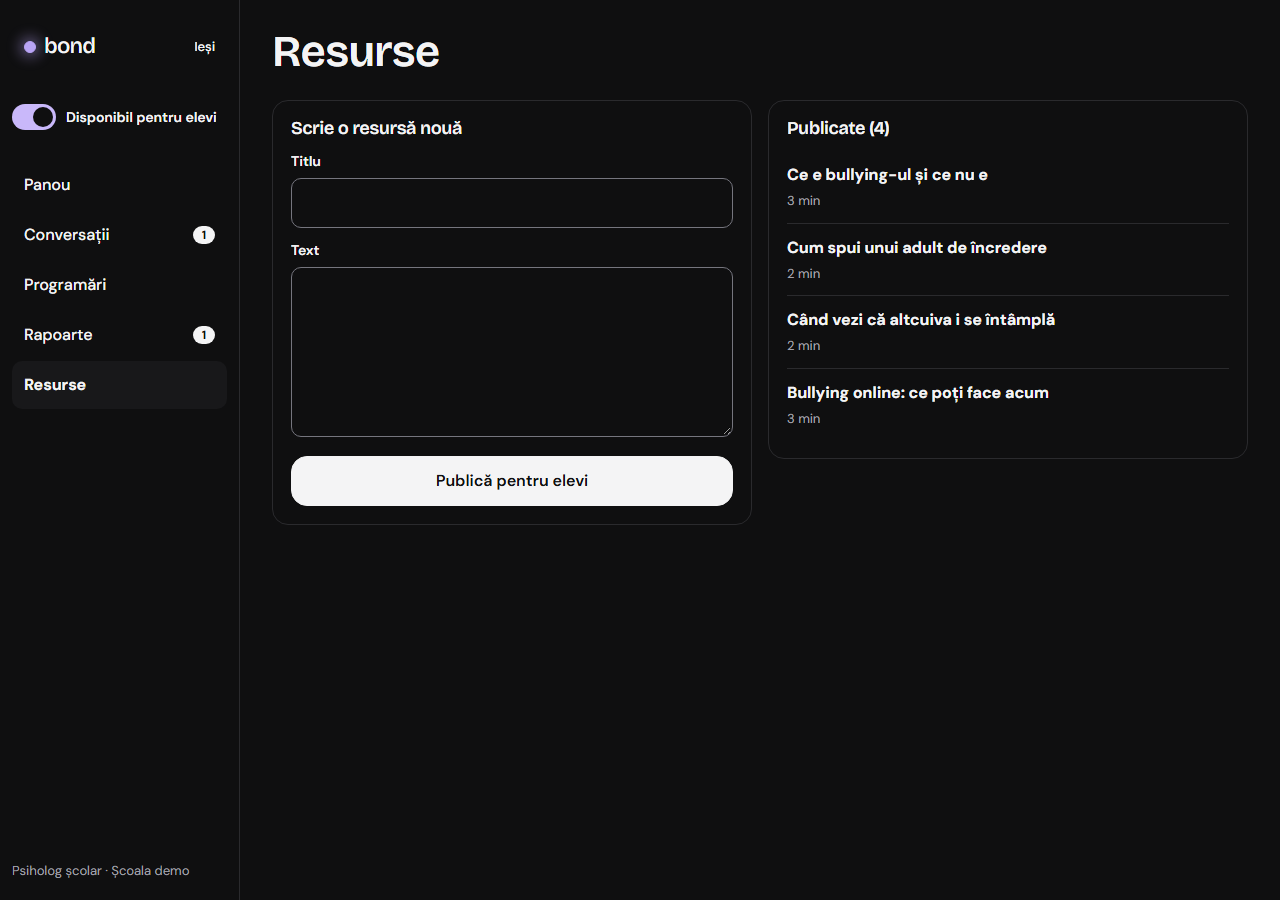 bond
Ieși
Disponibil pentru elevi
Panou
Conversații 1
Programări
Rapoarte 1
Resurse
Psiholog școlar · Școala demo
Resurse
Scrie o resursă nouă
Titlu
Text
Publică pentru elevi
Publicate (4)
Ce e bullying-ul și ce nu e
3 min
Cum spui unui adult de încredere
2 min
Când vezi că altcuiva i se întâmplă
2 min
Bullying online: ce poți face acum
3 min